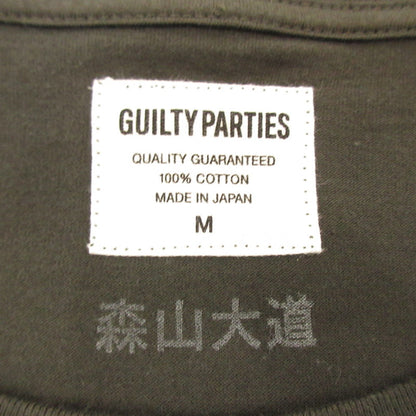 GUILTY PARTIES
QUALITY GUARANTEED
100% COTTON
MADE IN JAPAN
M
森山大道